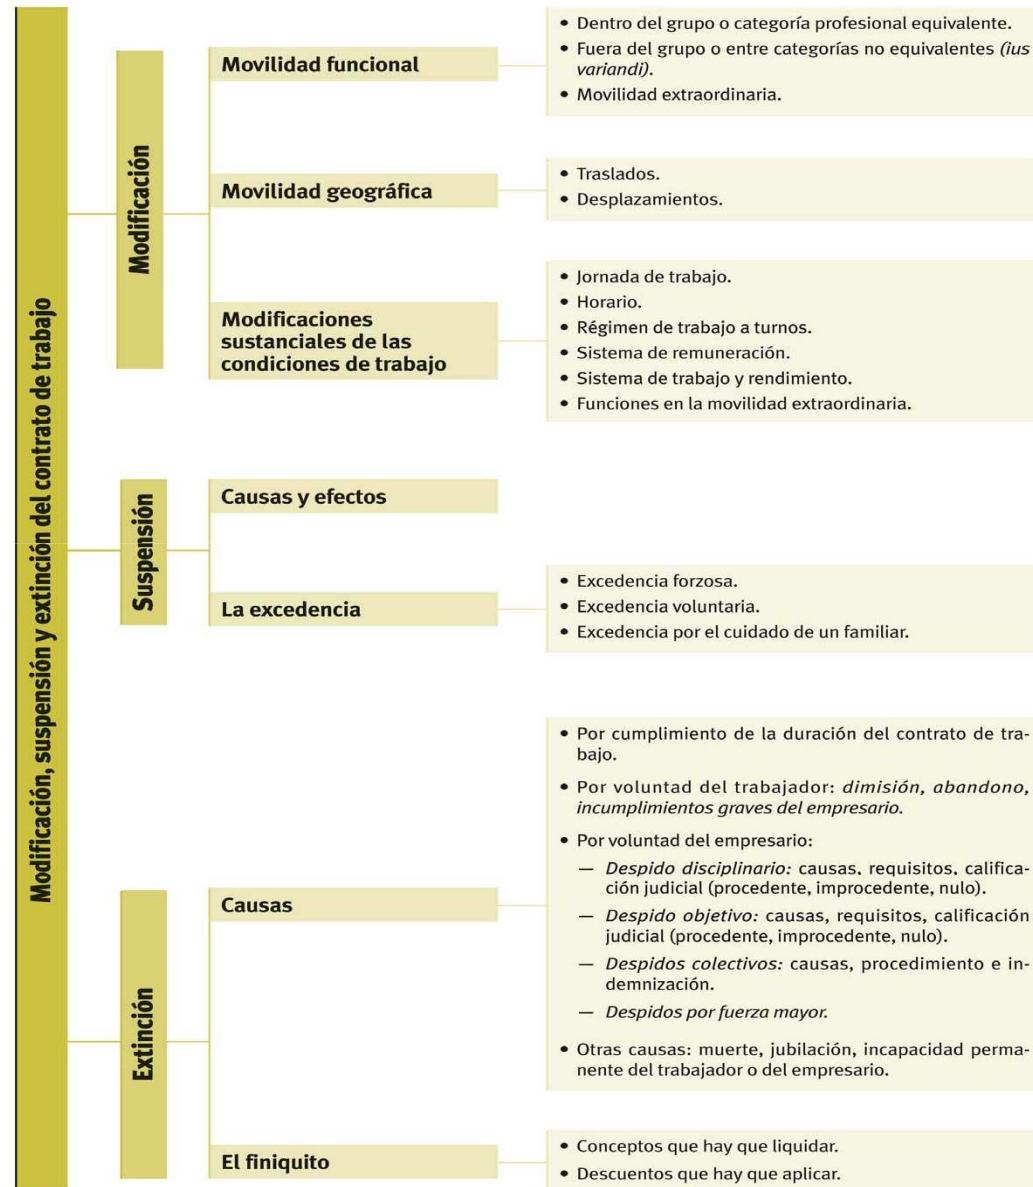 Modificación, suspensión y extinción del contrato de trabajo
Modificación
Movilidad funcional
• Dentro del grupo o categoría profesional equivalente.
• Fuera del grupo o entre categorías no equivalentes (ius
variandi).
• Movilidad extraordinaria.
Movilidad geográfica
• Traslados.
• Desplazamientos.
Modificaciones
sustanciales de las
condiciones de trabajo
• Jornada de trabajo.
• Horario.
• Régimen de trabajo a turnos.
• Sistema de remuneración.
• Sistema de trabajo y rendimiento.
• Funciones en la movilidad extraordinaria.
Suspensión
Causas y efectos
La excedencia
• Excedencia forzosa.
• Excedencia voluntaria.
• Excedencia por el cuidado de un familiar.
Extinción
Causas
• Por cumplimiento de la duración del contrato de tra-
bajo.
• Por voluntad del trabajador: dimisión, abandono,
incumplimientos graves del empresario.
• Por voluntad del empresario:
— Despido disciplinario: causas, requisitos, califica-
ción judicial (procedente, improcedente, nulo).
— Despido objetivo: causas, requisitos, calificación
judicial (procedente, improcedente, nulo).
— Despidos colectivos: causas, procedimiento e in-
demnización.
— Despidos por fuerza mayor.
• Otras causas: muerte, jubilación, incapacidad perma-
nente del trabajador o del empresario.
El finiquito
• Conceptos que hay que liquidar.
• Descuentos que hay que aplicar.